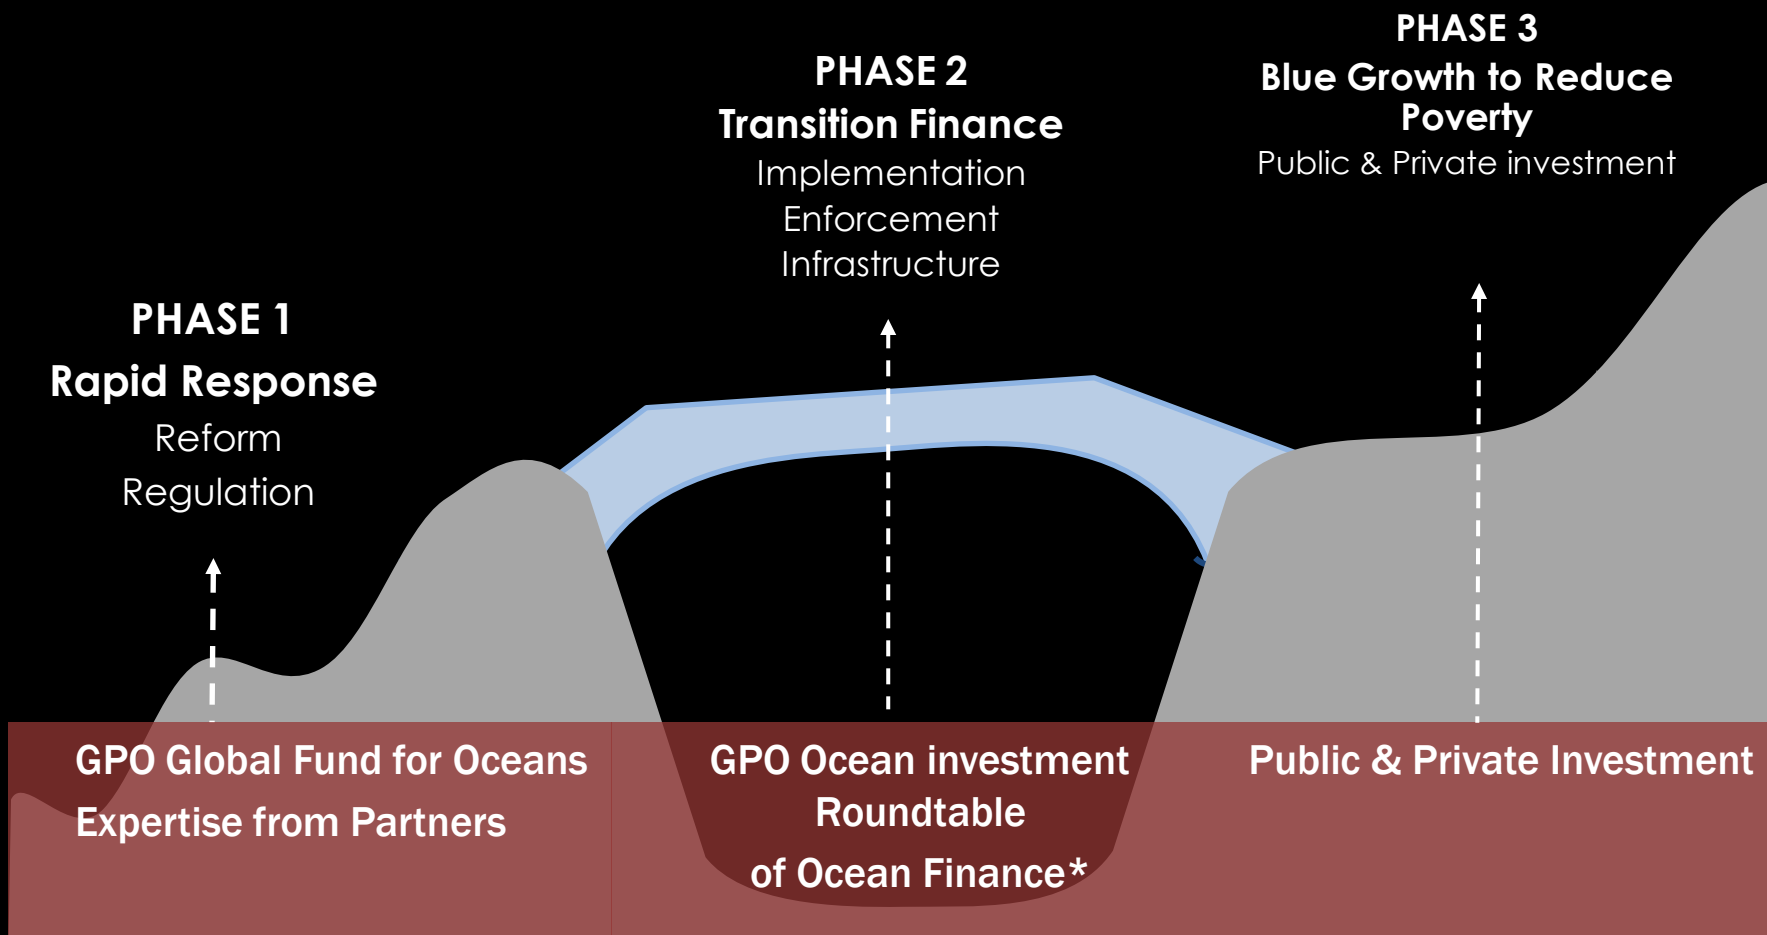 PHASE 1
Rapid Response
Reform
Regulation
PHASE 2
Transition Finance
Implementation
Enforcement
Infrastructure
PHASE 3
Blue Growth to Reduce
Poverty
Public & Private investment
GPO Global Fund for Oceans
Expertise from Partners
GPO Ocean investment
Roundtable
of Ocean Finance*
Public & Private Investment